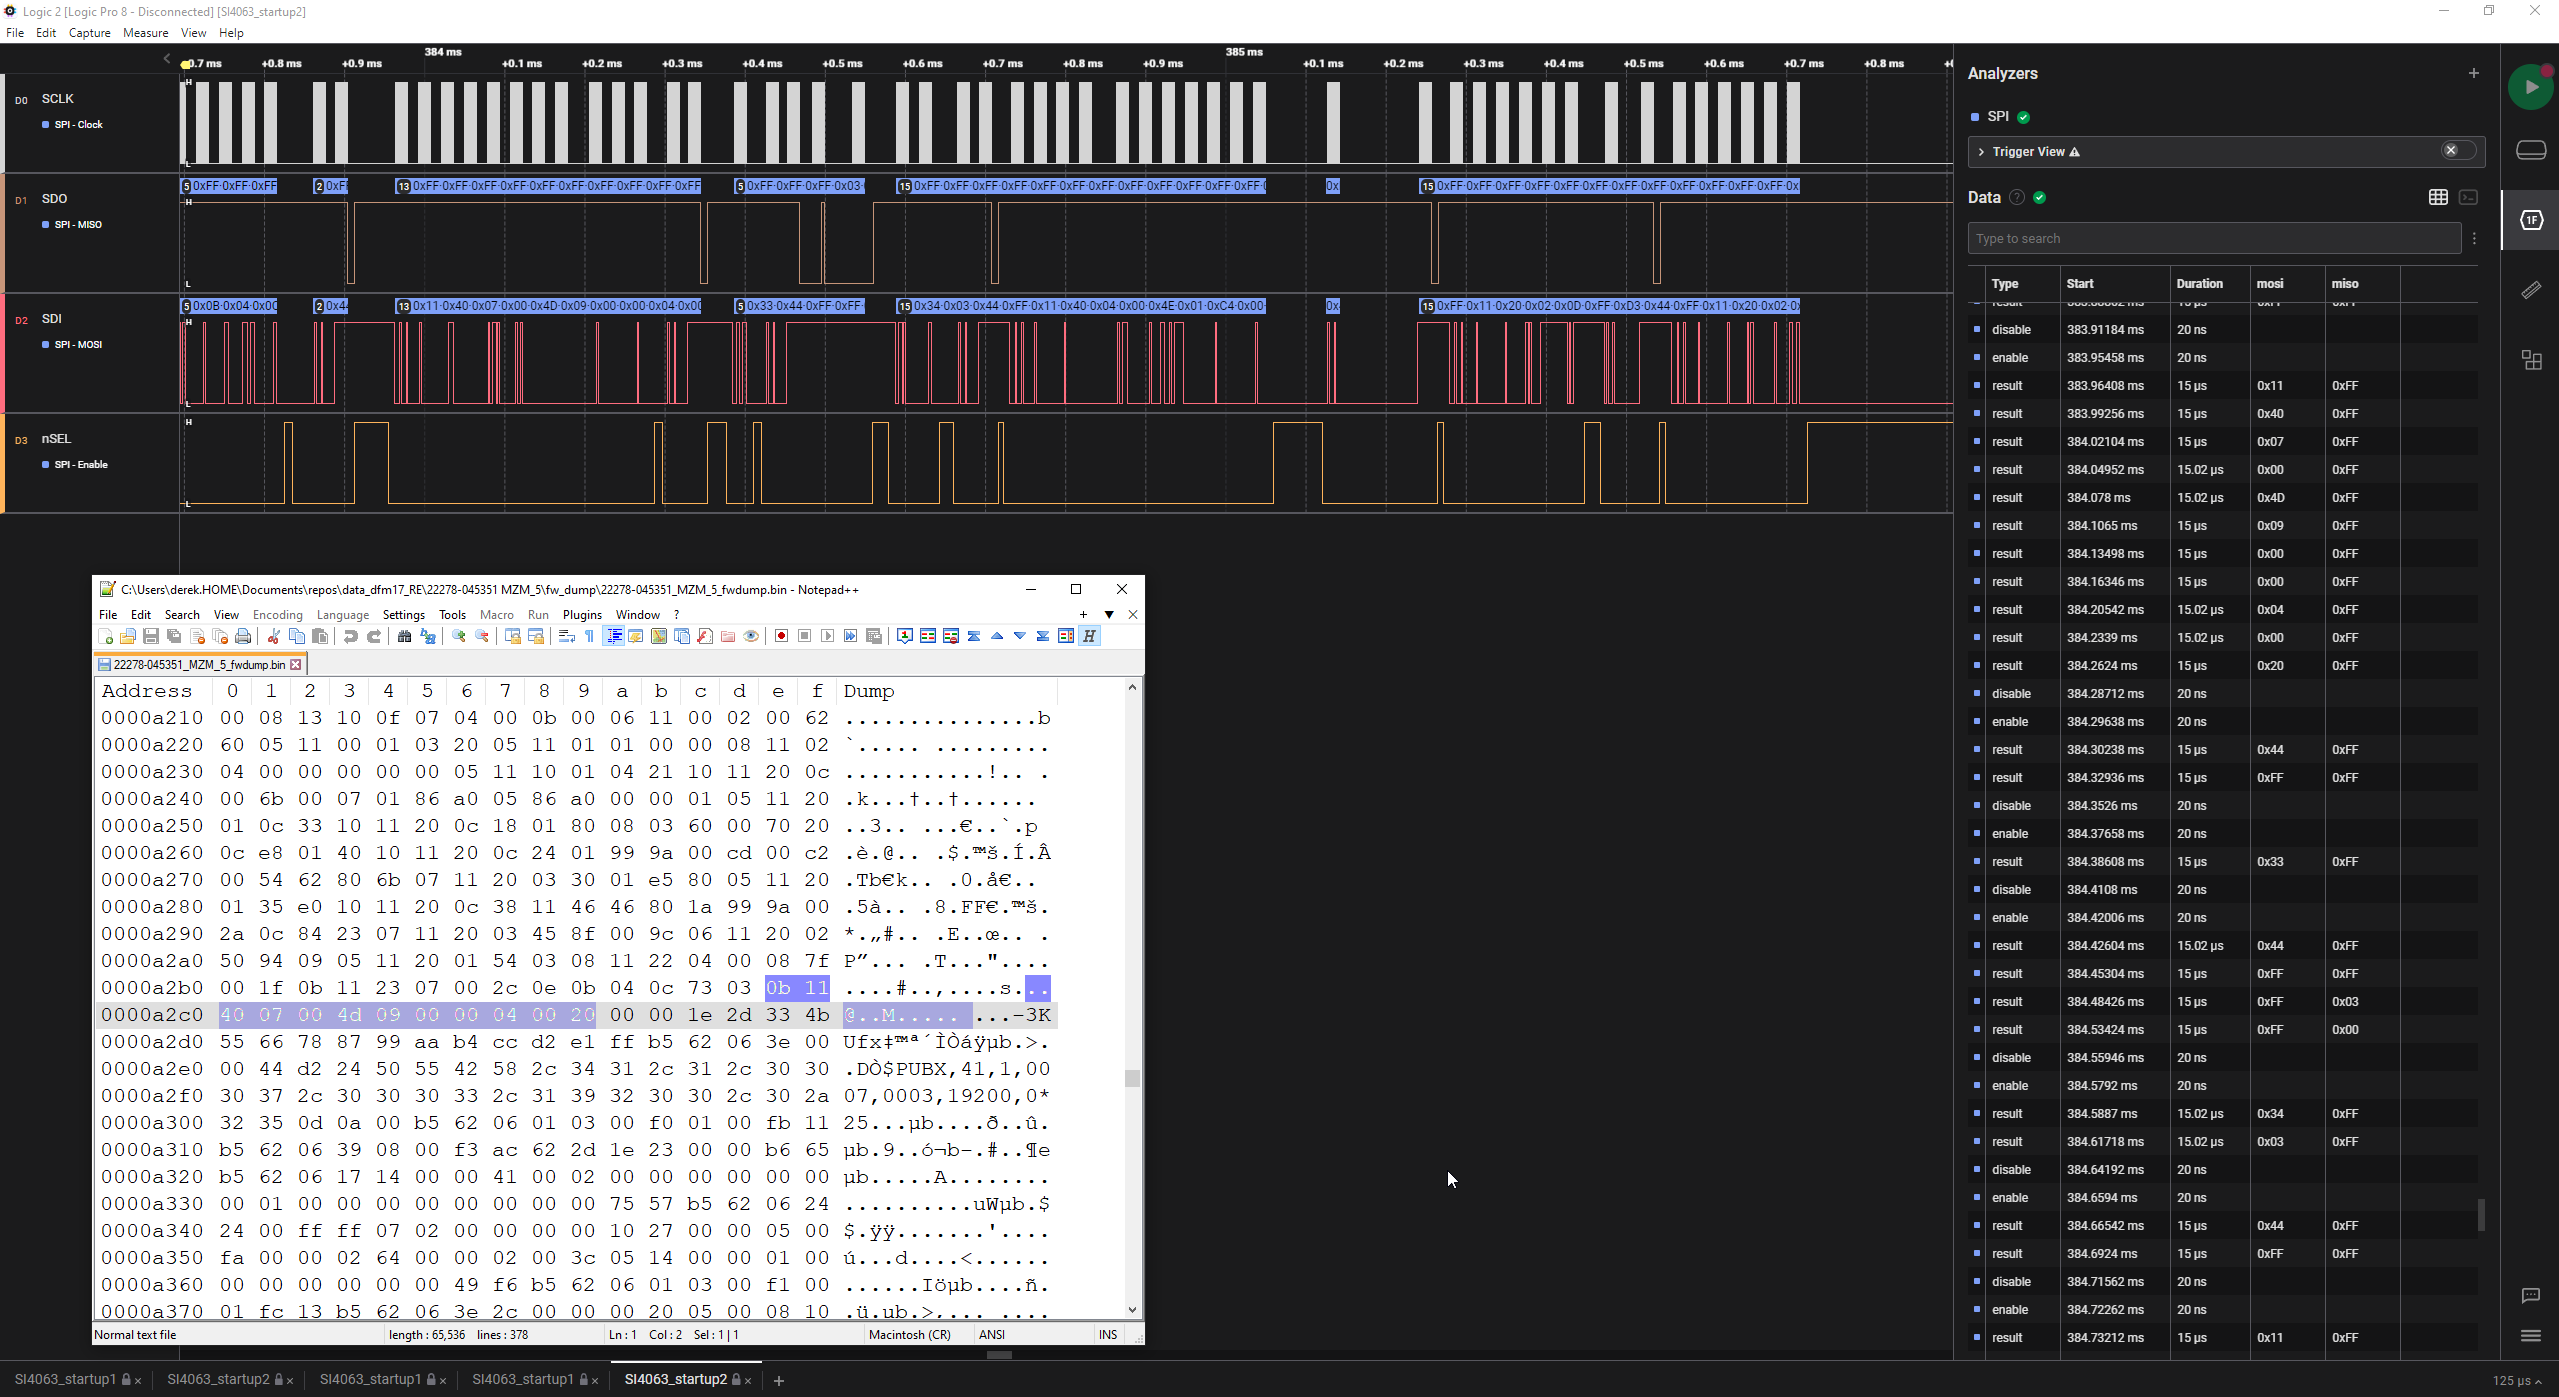 Logic 2 [Logic Pro 8 - Disconnected] [SI4063_startup2]
File Edit Capture Measure View Help
384 ms 385 ms
0.7 ms +0.8 ms +0.9 ms +0.1 ms +0.2 ms +0.3 ms +0.4 ms +0.5 ms +0.6 ms +0.7 ms +0.8 ms +0.9 ms +0.1 ms +0.2 ms +0.3 ms +0.4 ms +0.5 ms +0.6 ms +0.7 ms +0.8 ms
D0 SCLK
SPI - Clock
H
L
5 0xFF·0xFF·0xFF 2 0xF 13 0xFF·0xFF·0xFF·0xFF·0xFF·0xFF·0xFF·0xFF·0xFF·0xFF 5 0xFF·0xFF·0xFF·0x03 15 0xFF·0xFF·0xFF·0xFF·0xFF·0xFF·0xFF·0xFF·0xFF·0xFF·0xFF·0xFF 0x 15 0xFF·0xFF·0xFF·0xFF·0xFF·0xFF·0xFF·0xFF·0xFF·0xFF·0xFF·0xFF·0x
D1 SDO
SPI - MISO
H
L
5 0x0B·0x04·0x0C 2 0x44 13 0x11·0x40·0x07·0x00·0x4D·0x09·0x00·0x00·0x04·0x00 5 0x33·0x44·0xFF·0xFF 15 0x34·0x03·0x44·0xFF·0x11·0x40·0x04·0x00·0x4E·0x01·0xC4·0x00 0x 15 0xFF·0x11·0x20·0x02·0x0D·0xFF·0xD3·0x44·0xFF·0x11·0x20·0x02·0x
D2 SDI
SPI - MOSI
H
L
D3 nSEL
SPI - Enable
H
L
Analyzers
SPI
Trigger View
Data
Type to search
Type Start Duration mosi miso
disable 383.91184 ms 20 ns
enable 383.95458 ms 20 ns
result 383.96408 ms 15 µs 0x11 0xFF
result 383.99256 ms 15 µs 0x40 0xFF
result 384.02104 ms 15 µs 0x07 0xFF
result 384.04952 ms 15.02 µs 0x00 0xFF
result 384.078 ms 15.02 µs 0x4D 0xFF
result 384.1065 ms 15 µs 0x09 0xFF
result 384.13498 ms 15 µs 0x00 0xFF
result 384.16346 ms 15 µs 0x00 0xFF
result 384.20542 ms 15.02 µs 0x04 0xFF
result 384.2339 ms 15.02 µs 0x00 0xFF
result 384.2624 ms 15 µs 0x20 0xFF
disable 384.28712 ms 20 ns
enable 384.29638 ms 20 ns
result 384.30238 ms 15 µs 0x44 0xFF
result 384.32936 ms 15 µs 0xFF 0xFF
disable 384.3526 ms 20 ns
enable 384.37658 ms 20 ns
result 384.38608 ms 15 µs 0x33 0xFF
disable 384.4108 ms 20 ns
enable 384.42006 ms 20 ns
result 384.42604 ms 15.02 µs 0x44 0xFF
result 384.45304 ms 15 µs 0xFF 0xFF
result 384.48426 ms 15 µs 0xFF 0x03
result 384.53424 ms 15 µs 0xFF 0x00
disable 384.55946 ms 20 ns
enable 384.5792 ms 20 ns
result 384.5887 ms 15.02 µs 0x34 0xFF
result 384.61718 ms 15.02 µs 0x03 0xFF
disable 384.64192 ms 20 ns
enable 384.6594 ms 20 ns
result 384.66542 ms 15 µs 0x44 0xFF
result 384.6924 ms 15 µs 0xFF 0xFF
disable 384.71562 ms 20 ns
enable 384.72262 ms 20 ns
result 384.73212 ms 15 µs 0x11 0xFF
1F
C:\Users\derek.HOME\Documents\repos\data_dfm17_RE\22278-045351 MZM_5\fw_dump\22278-045351_MZM_5_fwdump.bin - Notepad++
File Edit Search View Encoding Language Settings Tools Macro Run Plugins Window ?
22278-045351_MZM_5_fwdump.bin
Address 0 1 2 3 4 5 6 7 8 9 a b c d e f Dump
0000a210 00 08 13 10 0f 07 04 00 0b 00 06 11 00 02 00 62 ...............b
0000a220 60 05 11 00 01 03 20 05 11 01 01 00 00 08 11 02 `..... .........
0000a230 04 00 00 00 00 00 05 11 10 01 04 21 10 11 20 0c ...........!.. .
0000a240 00 6b 00 07 01 86 a0 05 86 a0 00 00 01 05 11 20 .k...†..†......
0000a250 01 0c 33 10 11 20 0c 18 01 80 08 03 60 00 70 20 ..3.. ...€..`.p
0000a260 0c e8 01 40 10 11 20 0c 24 01 99 9a 00 cd 00 c2 .è.@.. .$.™š.Í.Â
0000a270 00 54 62 80 6b 07 11 20 03 30 01 e5 80 05 11 20 .Tb€k.. .0.å€..
0000a280 01 35 e0 10 11 20 0c 38 11 46 46 80 1a 99 9a 00 .5à.. .8.FF€.™š.
0000a290 2a 0c 84 23 07 11 20 03 45 8f 00 9c 06 11 20 02 *.„#.. .E..œ.. .
0000a2a0 50 94 09 05 11 20 01 54 03 08 11 22 04 00 08 7f P”... .T..."....
0000a2b0 00 1f 0b 11 23 07 00 2c 0e 0b 04 0c 73 03 0b 11 ....#..,....s...
0000a2c0 40 07 00 4d 09 00 00 04 00 20 00 00 1e 2d 33 4b @..M..... ...-3K
0000a2d0 55 66 78 87 99 aa b4 cc d2 e1 ff b5 62 06 3e 00 Ufx‡™ª´ÌÒáÿµb.>.
0000a2e0 00 44 d2 24 50 55 42 58 2c 34 31 2c 31 2c 30 30 .DÒ$PUBX,41,1,00
0000a2f0 30 37 2c 30 30 30 33 2c 31 39 32 30 30 2c 30 2a 07,0003,19200,0*
0000a300 32 35 0d 0a 00 b5 62 06 01 03 00 f0 01 00 fb 11 25...µb....ð..û.
0000a310 b5 62 06 39 08 00 f3 ac 62 2d 1e 23 00 00 b6 65 µb.9..ó¬b-.#..¶e
0000a320 b5 62 06 17 14 00 00 41 00 02 00 00 00 00 00 00 µb.....A........
0000a330 00 01 00 00 00 00 00 00 00 00 75 57 b5 62 06 24 ..........uWµb.$
0000a340 24 00 ff ff 07 02 00 00 00 00 10 27 00 00 05 00 $.ÿÿ.......'....
0000a350 fa 00 00 02 64 00 00 02 00 3c 05 14 00 00 01 00 ú...d....<......
0000a360 00 00 00 00 00 00 49 f6 b5 62 06 01 03 00 f1 00 ......Iöµb....ñ.
0000a370 01 fc 13 b5 62 06 3e 2c 00 00 00 20 05 00 08 10 .ü.µb.>,... ....
Normal text file length : 65,536 lines : 378 Ln : 1 Col : 2 Sel : 1 | 1 Macintosh (CR) ANSI INS
SI4063_startup1 SI4063_startup2 SI4063_startup1 SI4063_startup1 SI4063_startup2 +
125 µs